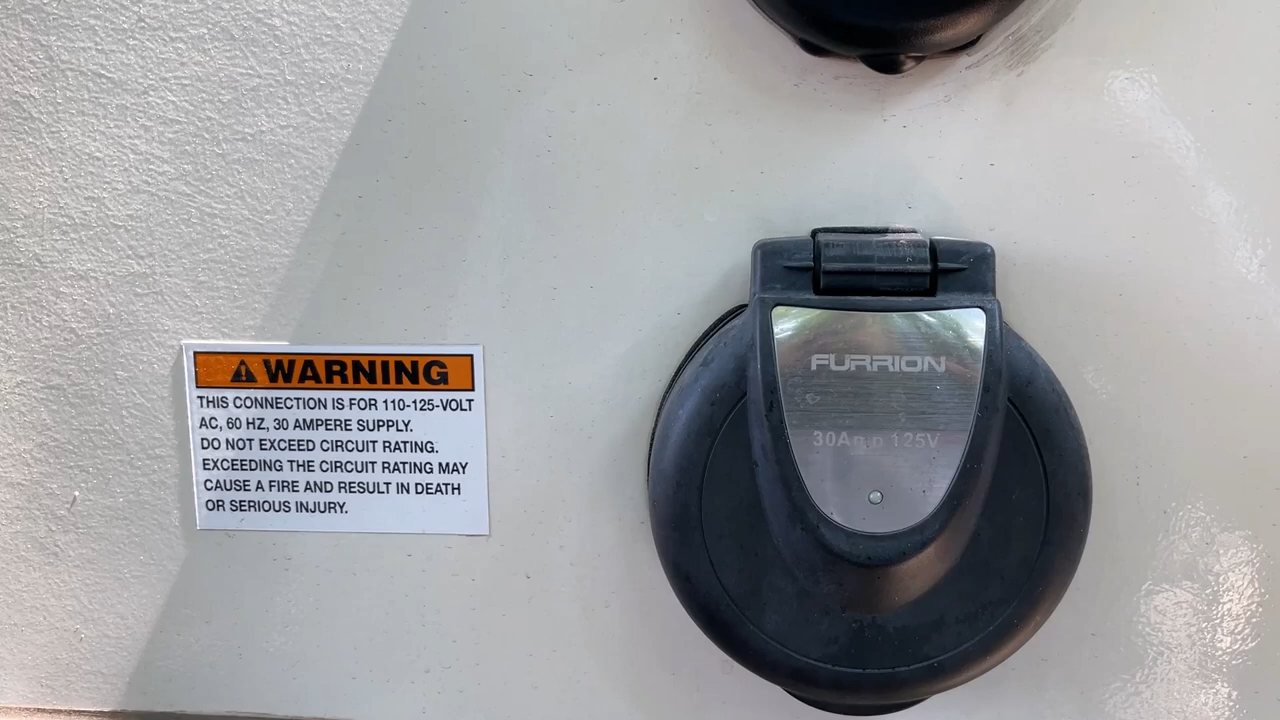 WARNING
THIS CONNECTION IS FOR 110-125-VOLT
AC, 60 HZ, 30 AMPERE SUPPLY.
DO NOT EXCEED CIRCUIT RATING.
EXCEEDING THE CIRCUIT RATING MAY
CAUSE A FIRE AND RESULT IN DEATH
OR SERIOUS INJURY.
FURRION
125V